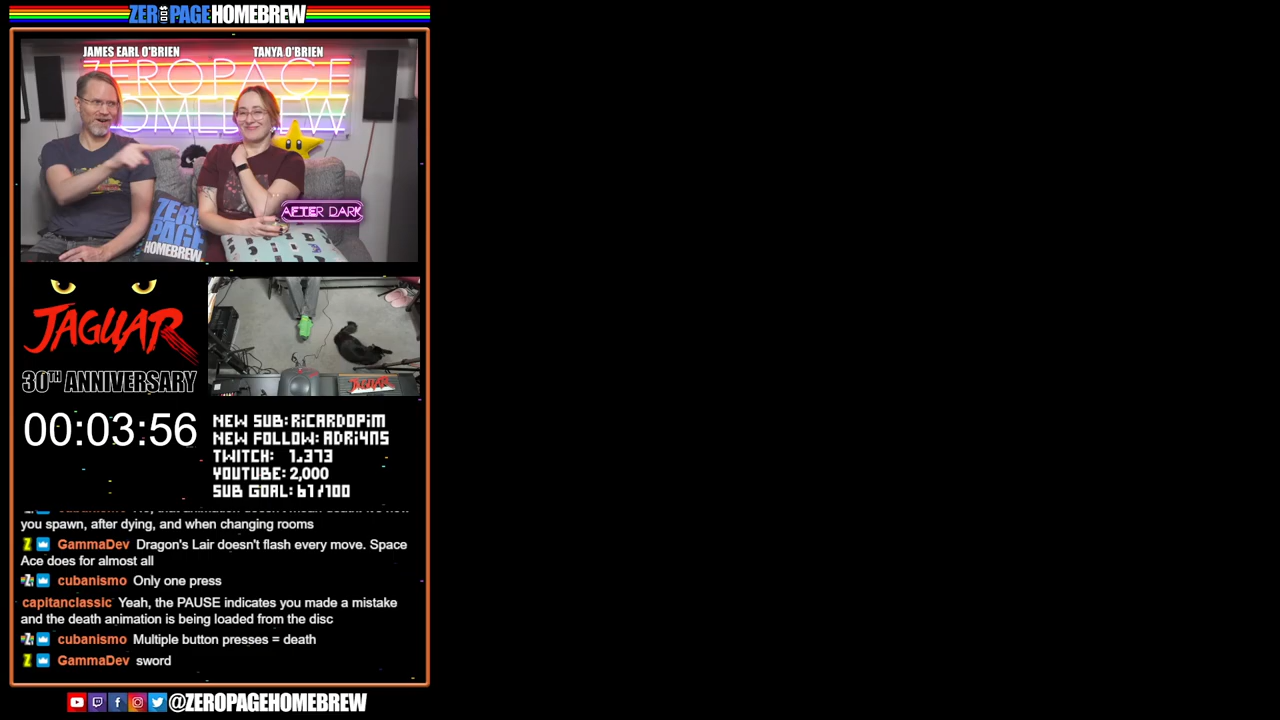 ZEROPAGE HOMEBREW
JAMES EARL O'BRIEN
TANYA O'BRIEN
ZEROPAGE
HOMEBREW
AFTER DARK
ZERO
PAGE
HOMEBREW
JAGUAR
30TH ANNIVERSARY
JAGUAR
00:03:56
NEW SUB: RICARDOPIM
NEW FOLLOW: ADRI4NS
TWITCH: 1,373
YOUTUBE: 2,000
SUB GOAL: 67/100
you spawn, after dying, and when changing rooms
GammaDev Dragon's Lair doesn't flash every move. Space
Ace does for almost all
cubanismo Only one press
capitanclassic Yeah, the PAUSE indicates you made a mistake
and the death animation is being loaded from the disc
cubanismo Multiple button presses = death
GammaDev sword
@ZEROPAGEHOMEBREW